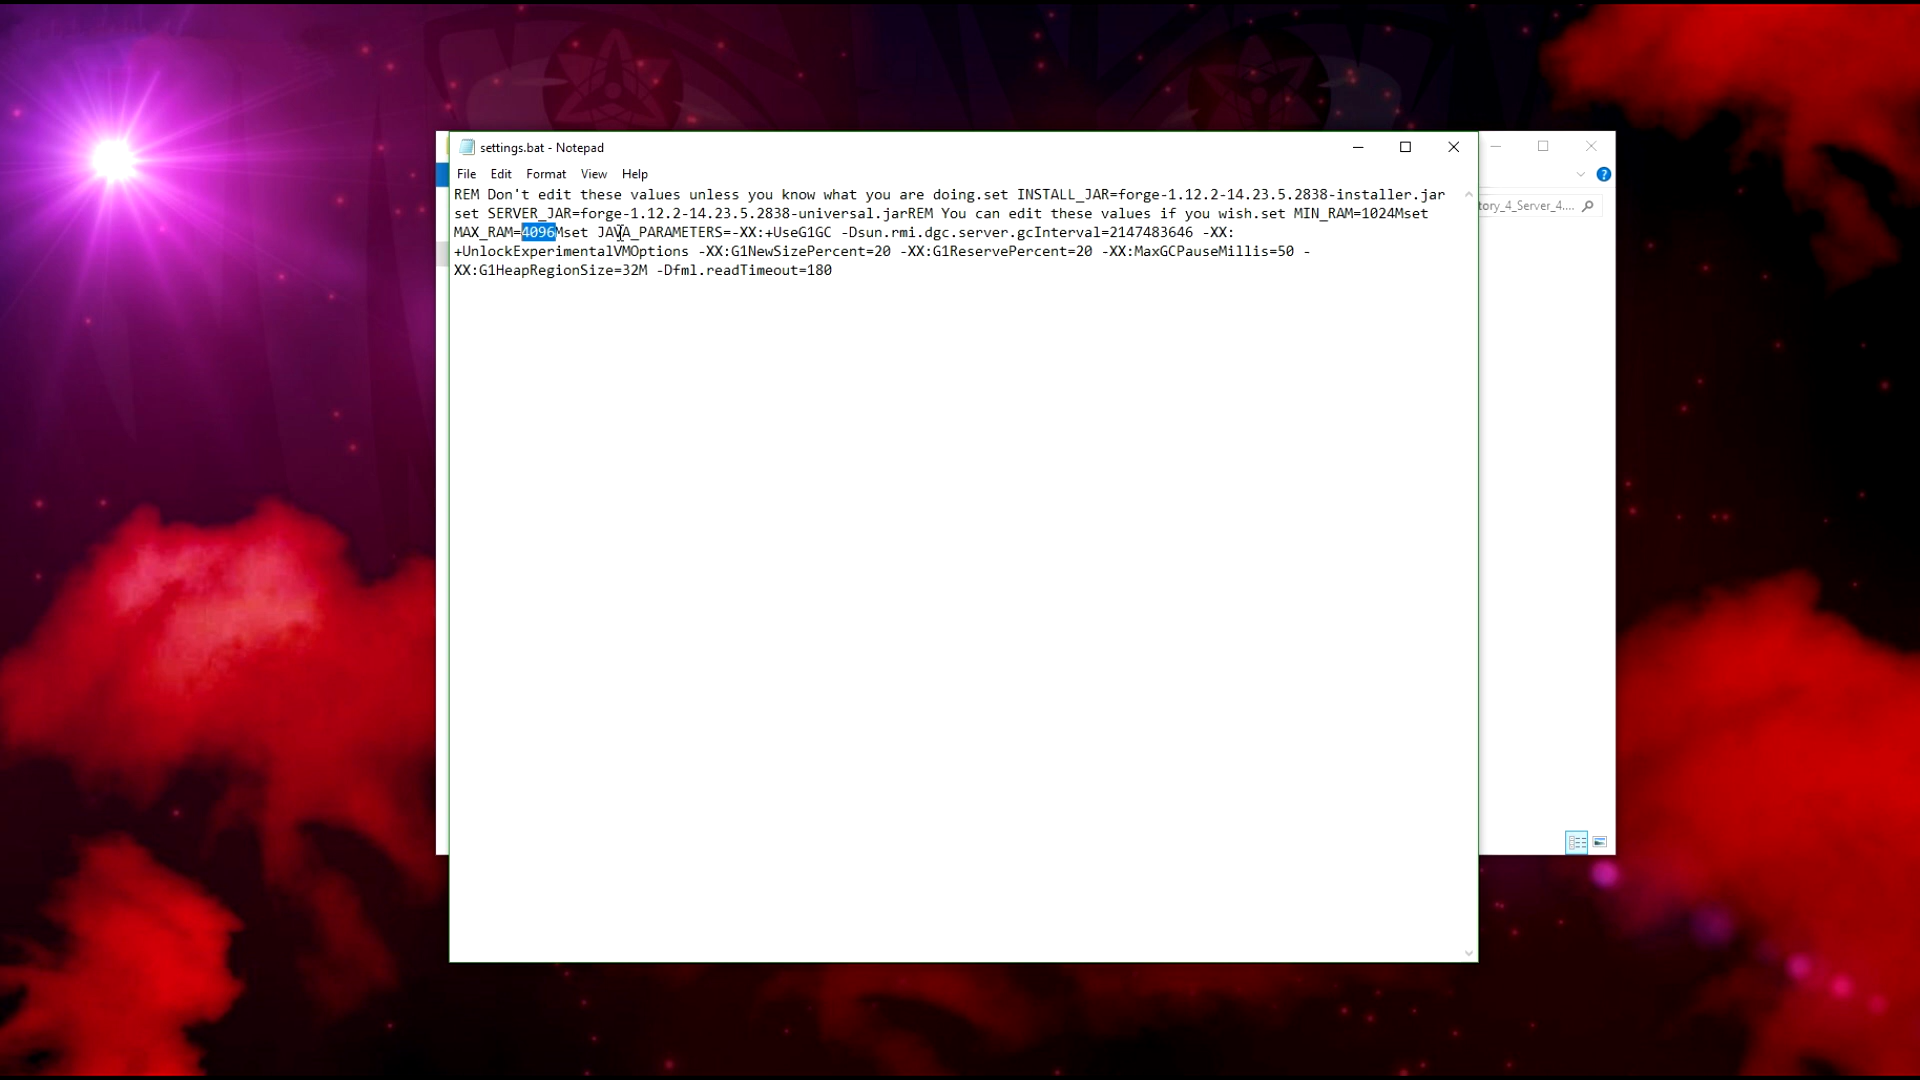 settings.bat - Notepad
File Edit Format View Help
REM Don't edit these values unless you know what you are doing.set INSTALL_JAR=forge-1.12.2-14.23.5.2838-installer.jar
set SERVER_JAR=forge-1.12.2-14.23.5.2838-universal.jarREM You can edit these values if you wish.set MIN_RAM=1024Mset
MAX_RAM=4096Mset JAVA_PARAMETERS=-XX:+UseG1GC -Dsun.rmi.dgc.server.gcInterval=2147483646 -XX:
+UnlockExperimentalVMOptions -XX:G1NewSizePercent=20 -XX:G1ReservePercent=20 -XX:MaxGCPauseMillis=50 -
XX:G1HeapRegionSize=32M -Dfml.readTimeout=180
tory_4_Server_4....